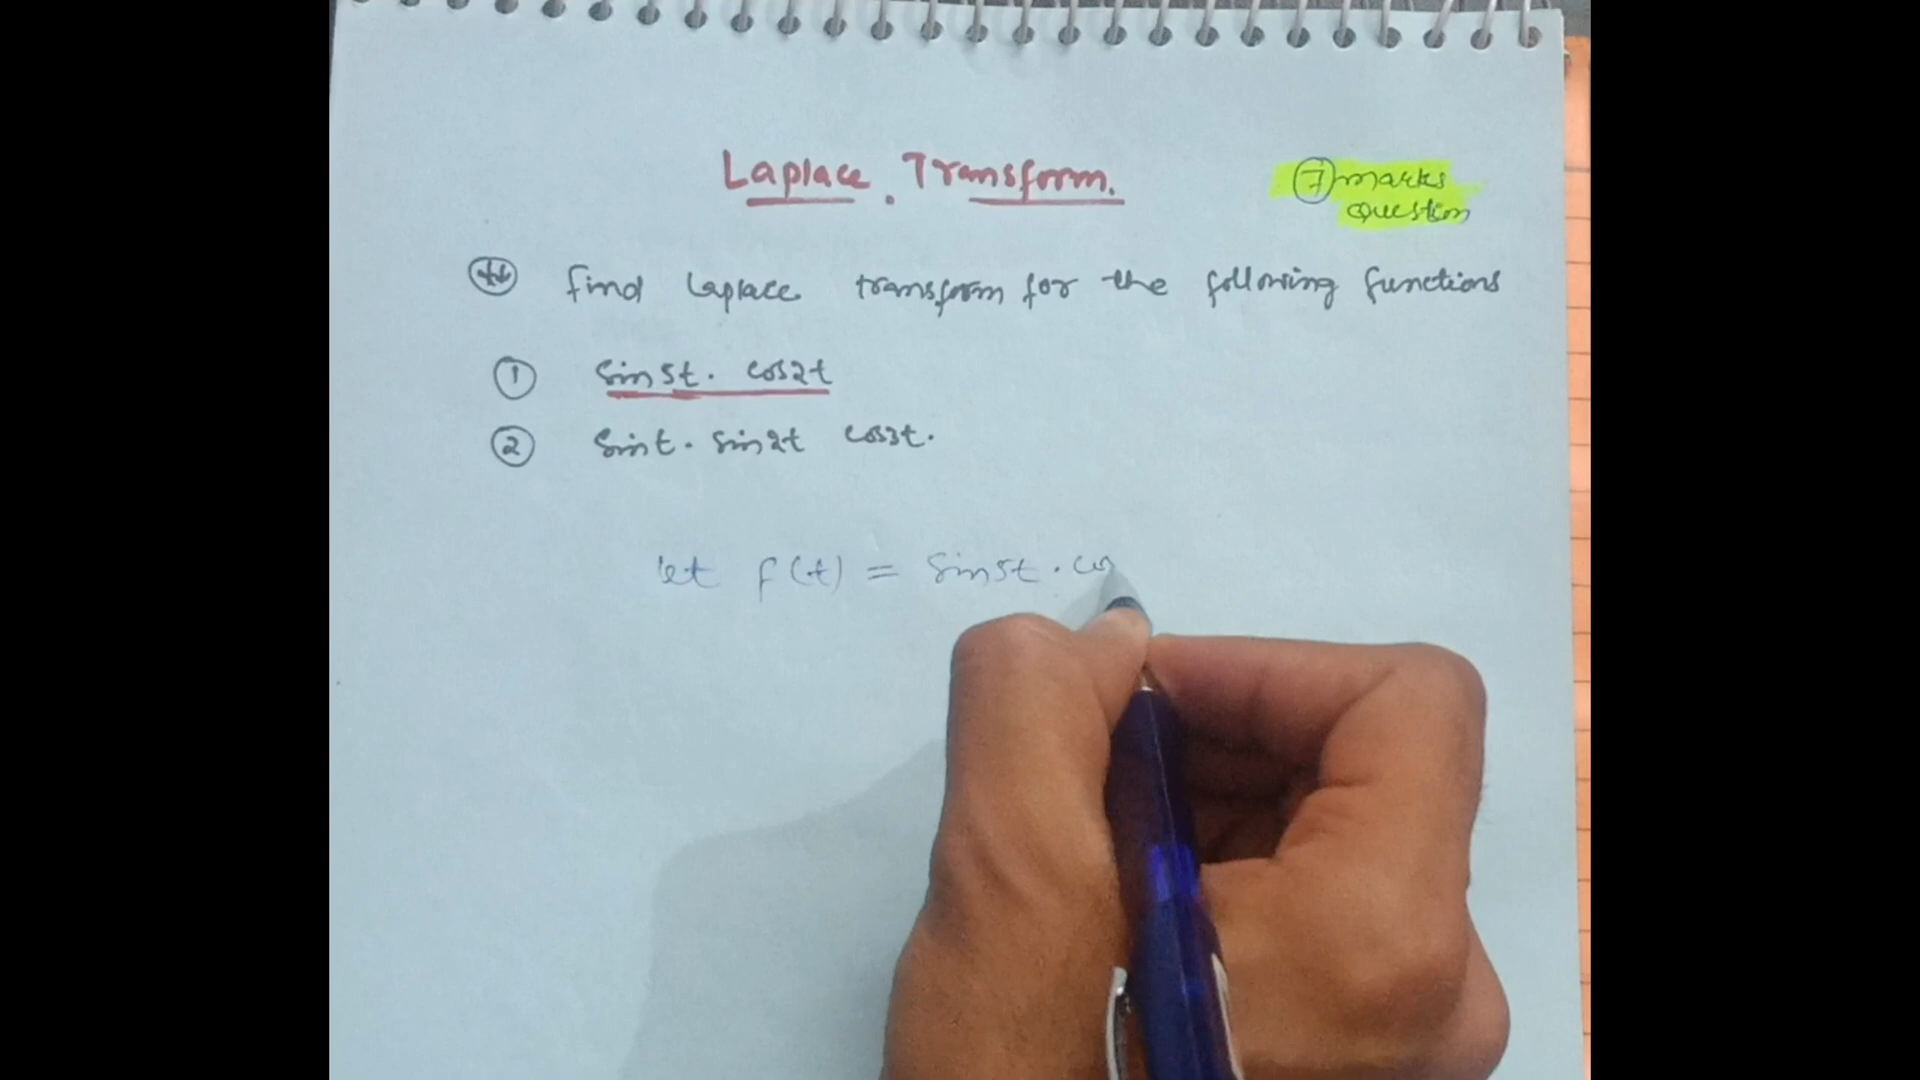 Laplace. Transform.
7 marks
question
find Laplace transform for the following functions
1 sin5t. cos2t
2 sint. sin2t cos3t.
let f(t) = sin5t. cos